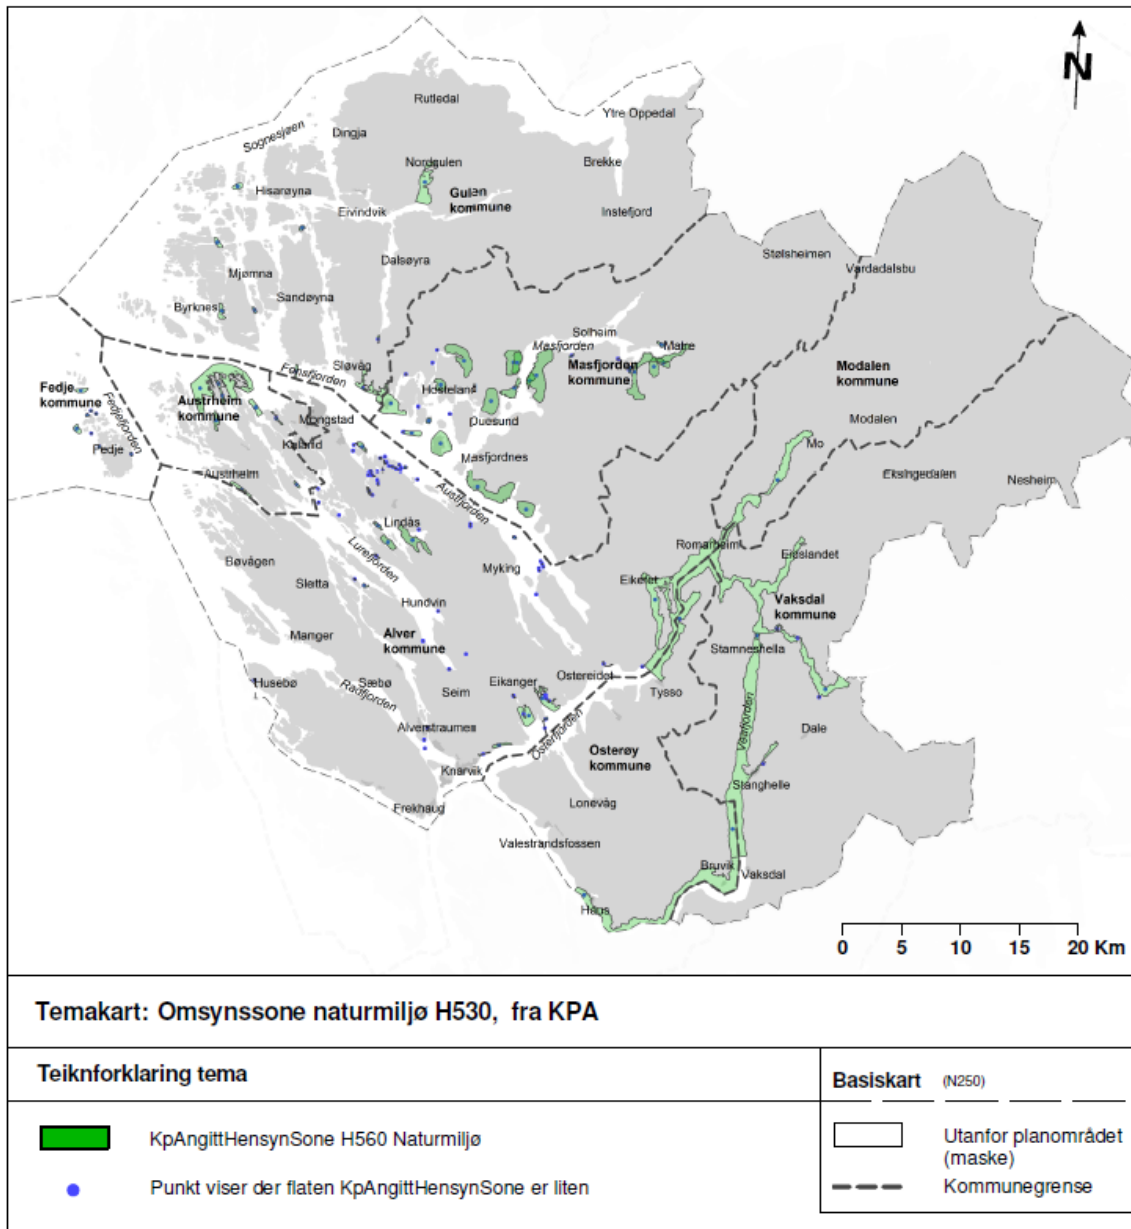 N
Rutledal
Ytre Oppedal
Sognesjøen
Dingja
Nordgulen
Brekke
Hisarøyna
Gulen
kommune
Eivindvik
Instefjord
Dalsøyra
Stølsheimen
Vardadalsbu
Mjømna
Sandøyna
Byrknes
Solheim
Masfjorden
Matre
Fensfjorden
Sløvåg
Masfjorden
kommune
Modalen
kommune
Fedje
kommune
Fedjefjorden
Austrheim
kommune
Hosteland
Mongstad
Duesund
Modalen
Fedje
Kaland
Mo
Masfjordnes
Austrheim
Eksingedalen
Nesheim
Austfjorden
Lindås
Lurefjorden
Romarheim
Eidslandet
Bøvågen
Myking
Eikefet
Sletta
Hundvin
Vaksdal
kommune
Manger
Alver
kommune
Stamneshella
Ostereidet
Husebø
Sæbø
Seim
Eikanger
Tysso
Radfjorden
Veafjorden
Alverstraumen
Osterfjorden
Osterøy
kommune
Dale
Knarvik
Stanghelle
Frekhaug
Lonevåg
Valestrandsfossen
Bruvik
Vaksdal
Haus
0 5 10 15 20 Km
Temakart: Omsynssone naturmiljø H530, fra KPA
Teiknforklaring tema
Basiskart (N250)
KpAngittHensynSone H560 Naturmiljø
Utanfor planområdet
(maske)
Punkt viser der flaten KpAngittHensynSone er liten
Kommunegrense